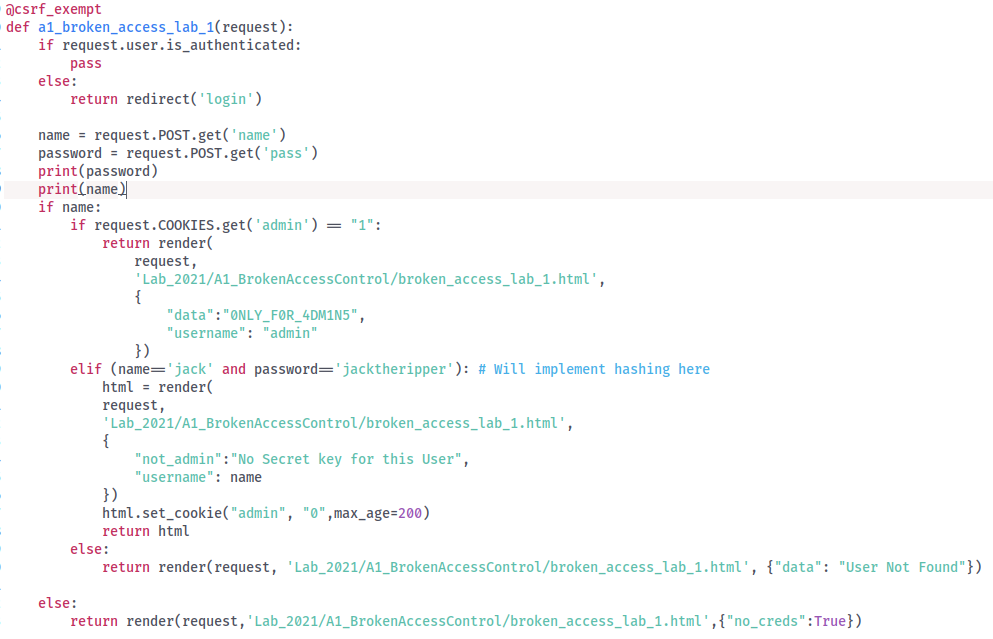 @csrf_exempt
def a1_broken_access_lab_1(request):
    if request.user.is_authenticated:
        pass
    else:
        return redirect('login')

    name = request.POST.get('name')
    password = request.POST.get('pass')
    print(password)
    print(name)
    if name:
        if request.COOKIES.get('admin') == "1":
            return render(
                request,
                'Lab_2021/A1_BrokenAccessControl/broken_access_lab_1.html',
                {
                    "data":"0NLY_F0R_4DM1N5",
                    "username": "admin"
                })
        elif (name=='jack' and password=='jacktheripper'): # Will implement hashing here
            html = render(
            request,
            'Lab_2021/A1_BrokenAccessControl/broken_access_lab_1.html',
            {
                "not_admin":"No Secret key for this User",
                "username": name
            })
            html.set_cookie("admin", "0",max_age=200)
            return html
        else:
            return render(request, 'Lab_2021/A1_BrokenAccessControl/broken_access_lab_1.html', {"data": "User Not Found"})

    else:
        return render(request,'Lab_2021/A1_BrokenAccessControl/broken_access_lab_1.html',{"no_creds":True})